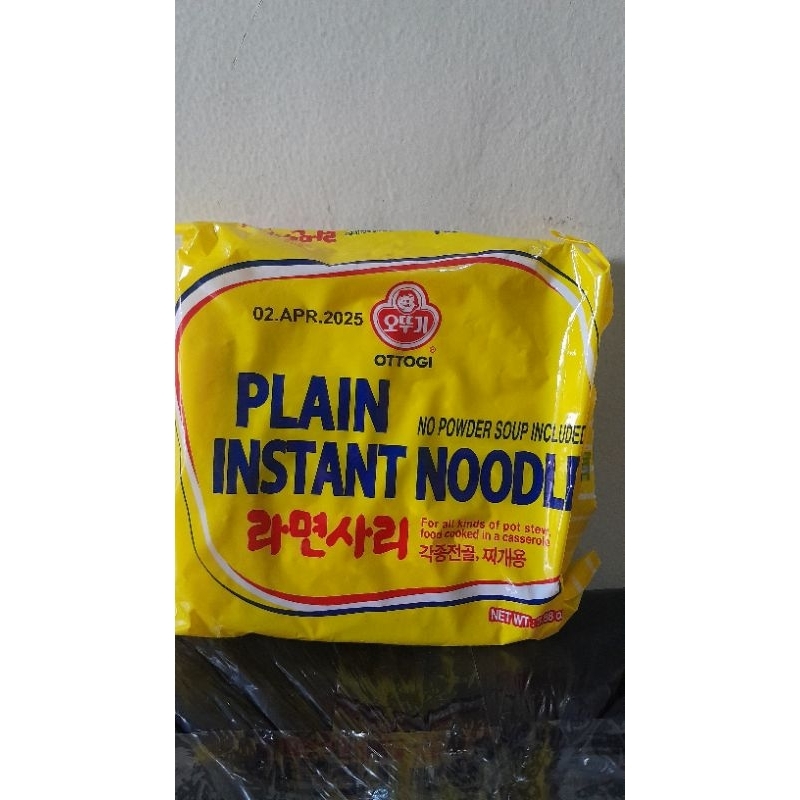 02.APR.2025
오뚜기
OTTOGI
PLAIN
NO POWDER SOUP INCLUDED
INSTANT NOODLE
라면사리
For all kinds of pot stew,
food cooked in a casserole
각종전골, 찌개용
NET WT